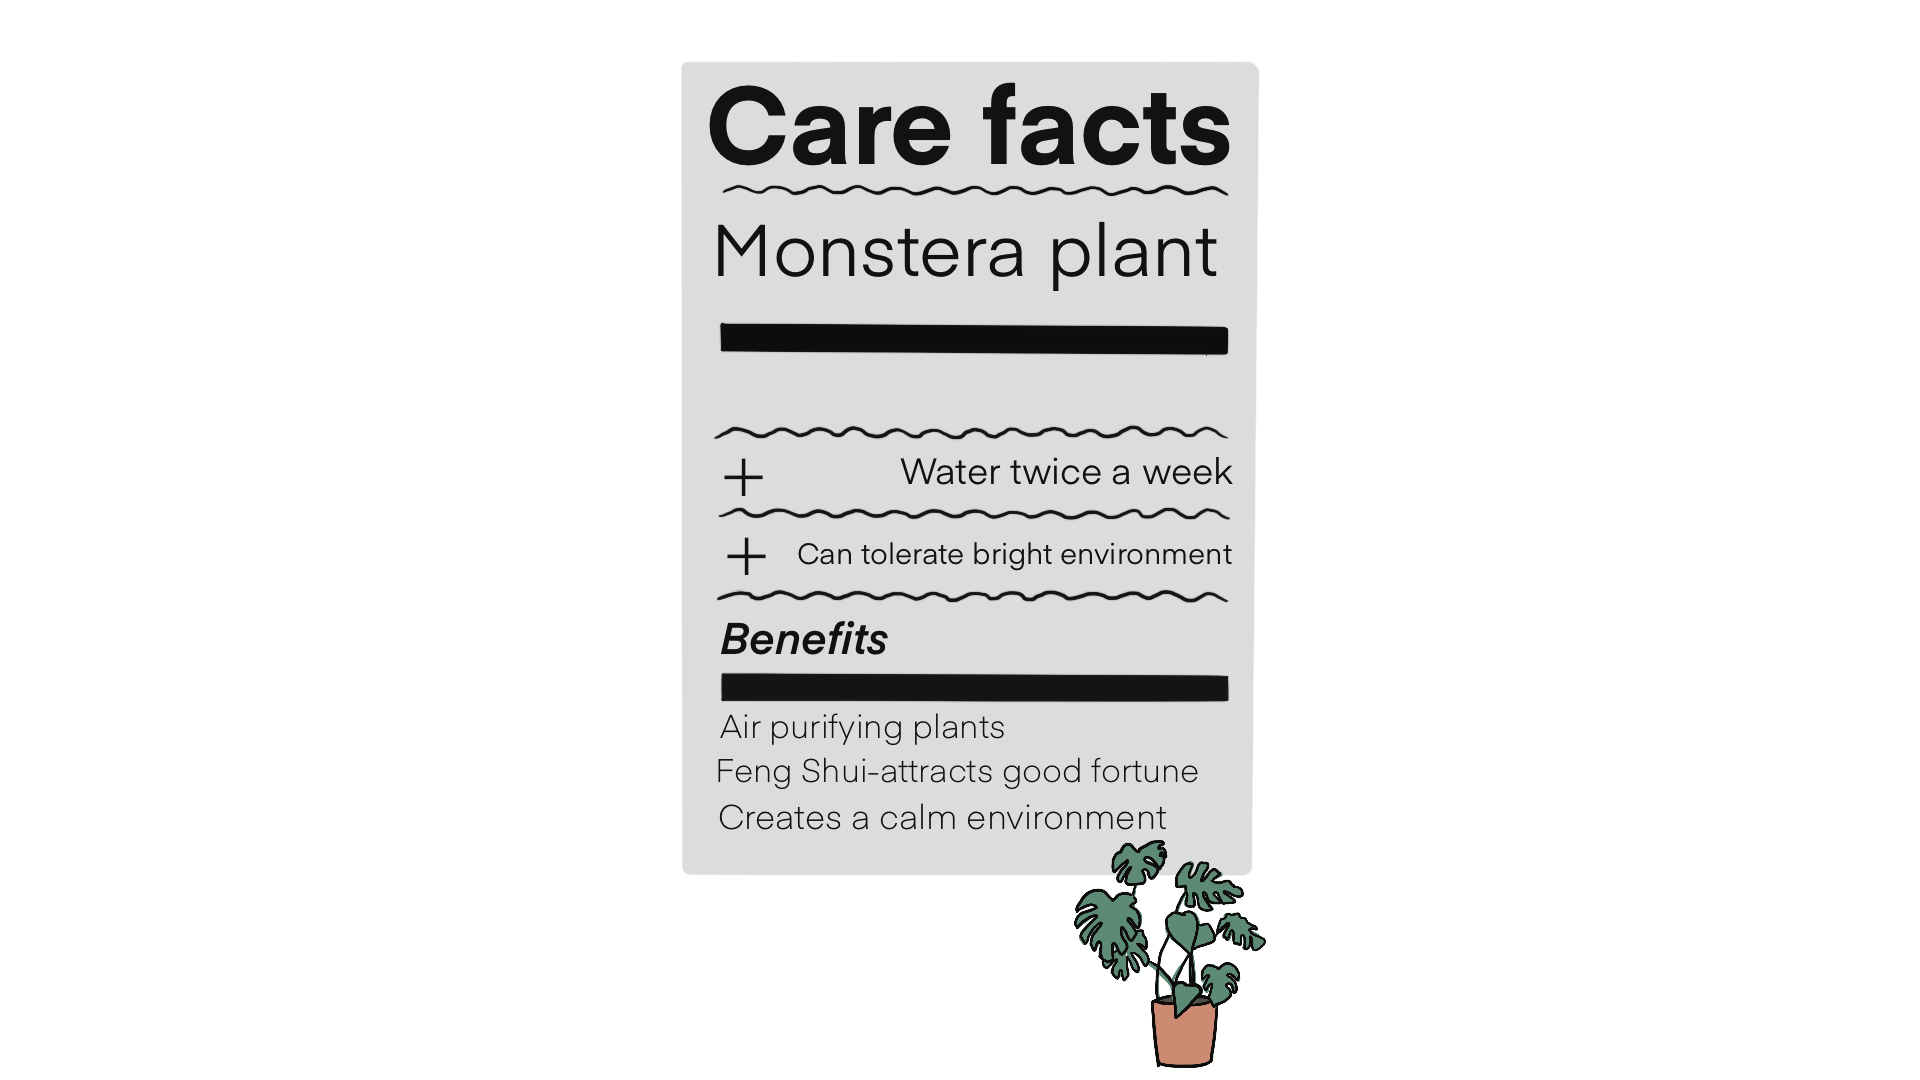 Care facts
Monstera plant
+ Water twice a week
+ Can tolerate bright environment
Benefits
Air purifying plants
Feng Shui-attracts good fortune
Creates a calm environment